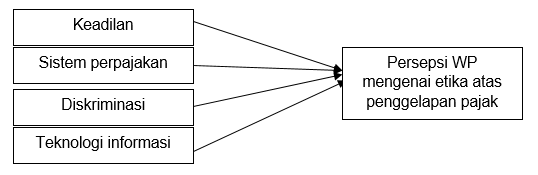 Keadilan
Sistem perpajakan
Diskriminasi
Teknologi informasi
Persepsi WP
mengenai etika atas
penggelapan pajak